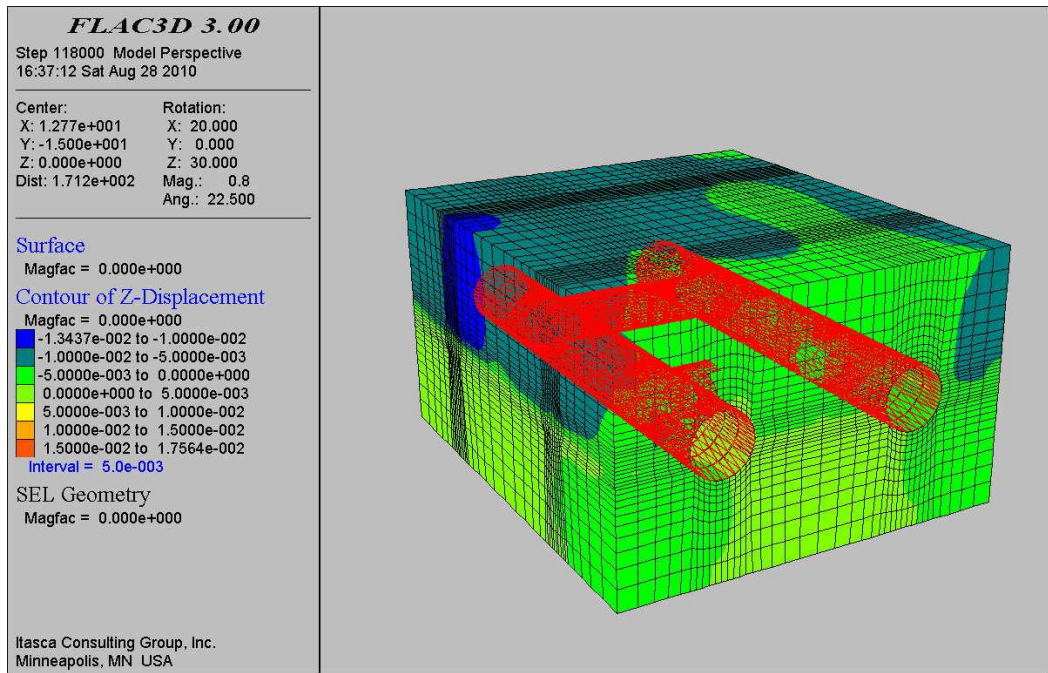 FLAC3D 3.00
Step 118000 Model Perspective
16:37:12 Sat Aug 28 2010
Center: Rotation:
X: 1.277e+001 X: 20.000
Y: -1.500e+001 Y: 0.000
Z: 0.000e+000 Z: 30.000
Dist: 1.712e+002 Mag.: 0.8
Ang.: 22.500
Surface
Magfac = 0.000e+000
Contour of Z-Displacement
Magfac = 0.000e+000
-1.3437e-002 to -1.0000e-002
-1.0000e-002 to -5.0000e-003
-5.0000e-003 to 0.0000e+000
0.0000e+000 to 5.0000e-003
5.0000e-003 to 1.0000e-002
1.0000e-002 to 1.5000e-002
1.5000e-002 to 1.7564e-002
Interval = 5.0e-003
SEL Geometry
Magfac = 0.000e+000
Itasca Consulting Group, Inc.
Minneapolis, MN USA